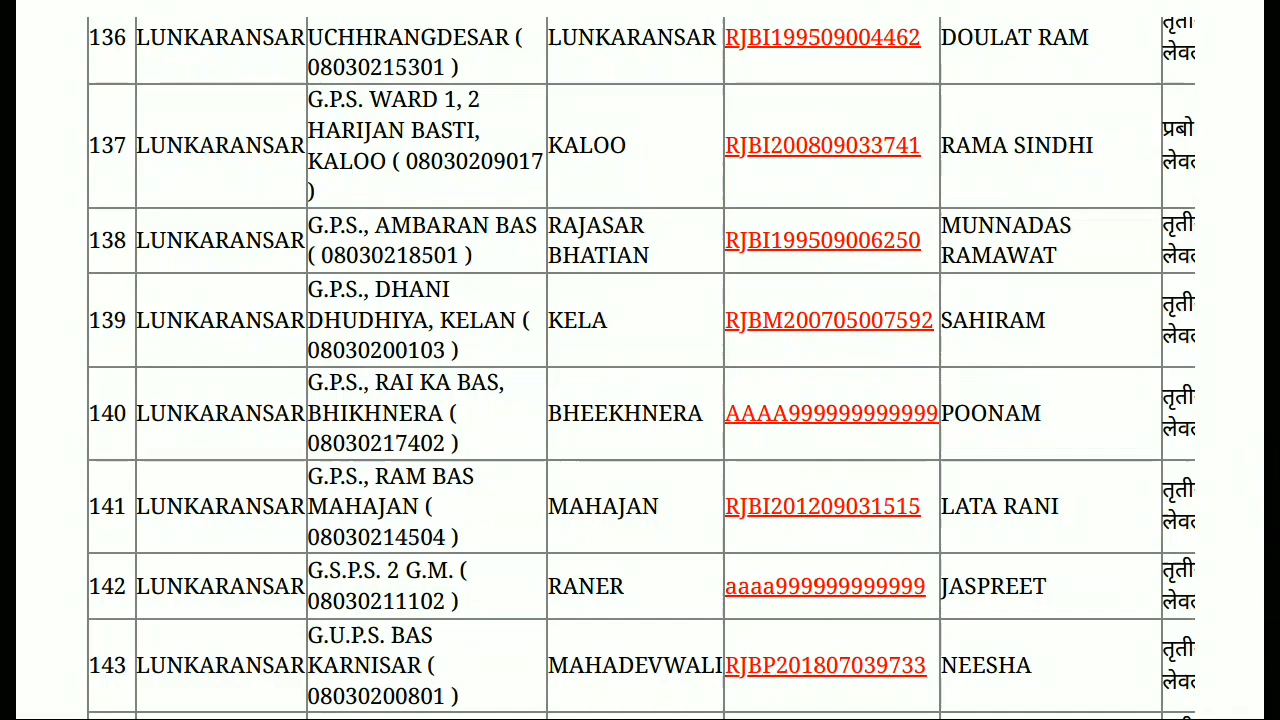 136 LUNKARANSAR UCHHRANGDESAR ( 08030215301 ) LUNKARANSAR RJBI199509004462 DOULAT RAM
137 LUNKARANSAR G.P.S. WARD 1, 2 HARIJAN BASTI, KALOO ( 08030209017 ) KALOO RJBI200809033741 RAMA SINDHI
138 LUNKARANSAR G.P.S., AMBARAN BAS ( 08030218501 ) RAJASAR BHATIAN RJBI199509006250 MUNNADAS RAMAWAT
139 LUNKARANSAR G.P.S., DHANI DHUDHIYA, KELAN ( 08030200103 ) KELA RJBM200705007592 SAHIRAM
140 LUNKARANSAR G.P.S., RAI KA BAS, BHIKHNERA ( 08030217402 ) BHEEKHNERA AAAA999999999999 POONAM
141 LUNKARANSAR G.P.S., RAM BAS MAHAJAN ( 08030214504 ) MAHAJAN RJBI201209031515 LATA RANI
142 LUNKARANSAR G.S.P.S. 2 G.M. ( 08030211102 ) RANER aaaa999999999999 JASPREET
143 LUNKARANSAR G.U.P.S. BAS KARNISAR ( 08030200801 ) MAHADEVWALI RJBP201807039733 NEESHA